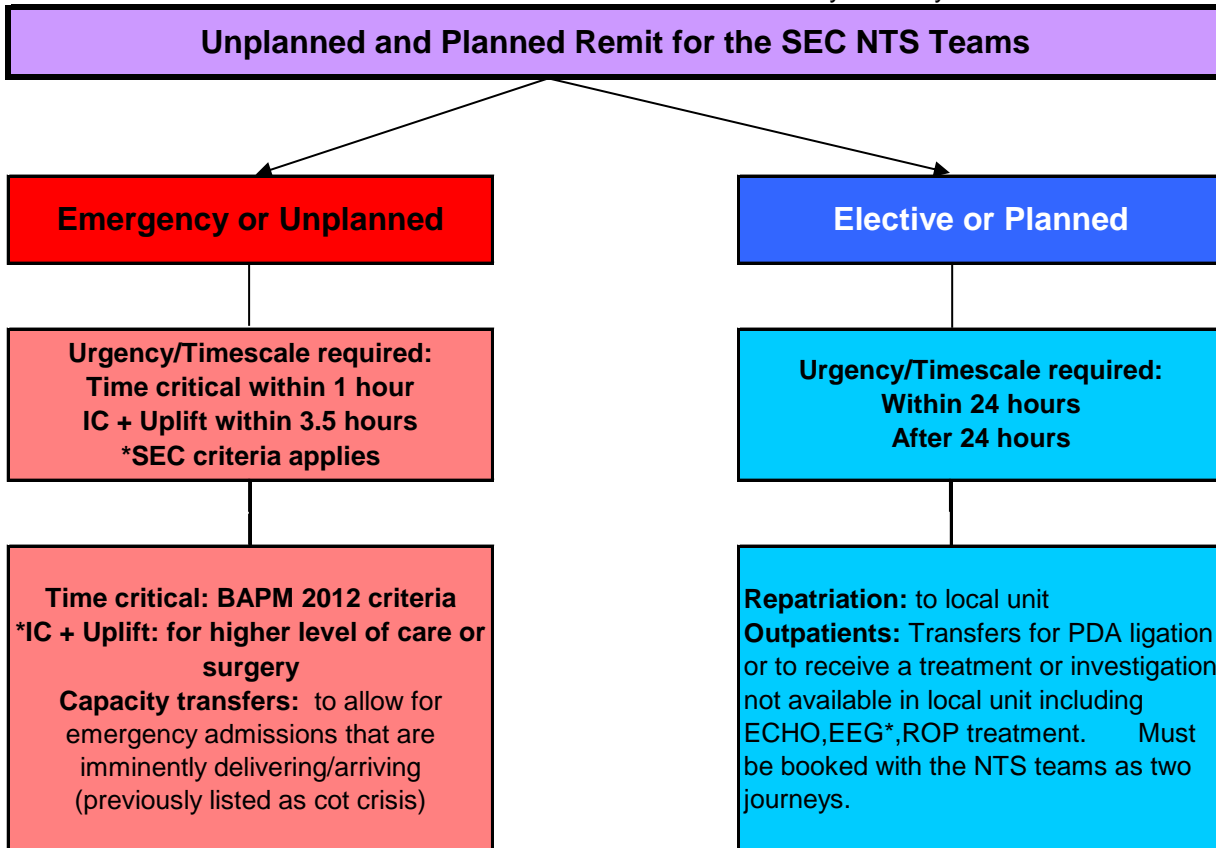 Unplanned and Planned Remit for the SEC NTS Teams
Emergency or Unplanned
Urgency/Timescale required:
Time critical within 1 hour
IC + Uplift within 3.5 hours
*SEC criteria applies
Time critical: BAPM 2012 criteria
*IC + Uplift: for higher level of care or
surgery
Capacity transfers:  to allow for
emergency admissions that are
imminently delivering/arriving
(previously listed as cot crisis)
Elective or Planned
Urgency/Timescale required:
Within 24 hours
After 24 hours
Repatriation: to local unit
Outpatients: Transfers for PDA ligation
or to receive a treatment or investigation
not available in local unit including
ECHO,EEG*,ROP treatment.    Must
be booked with the NTS teams as two
journeys.